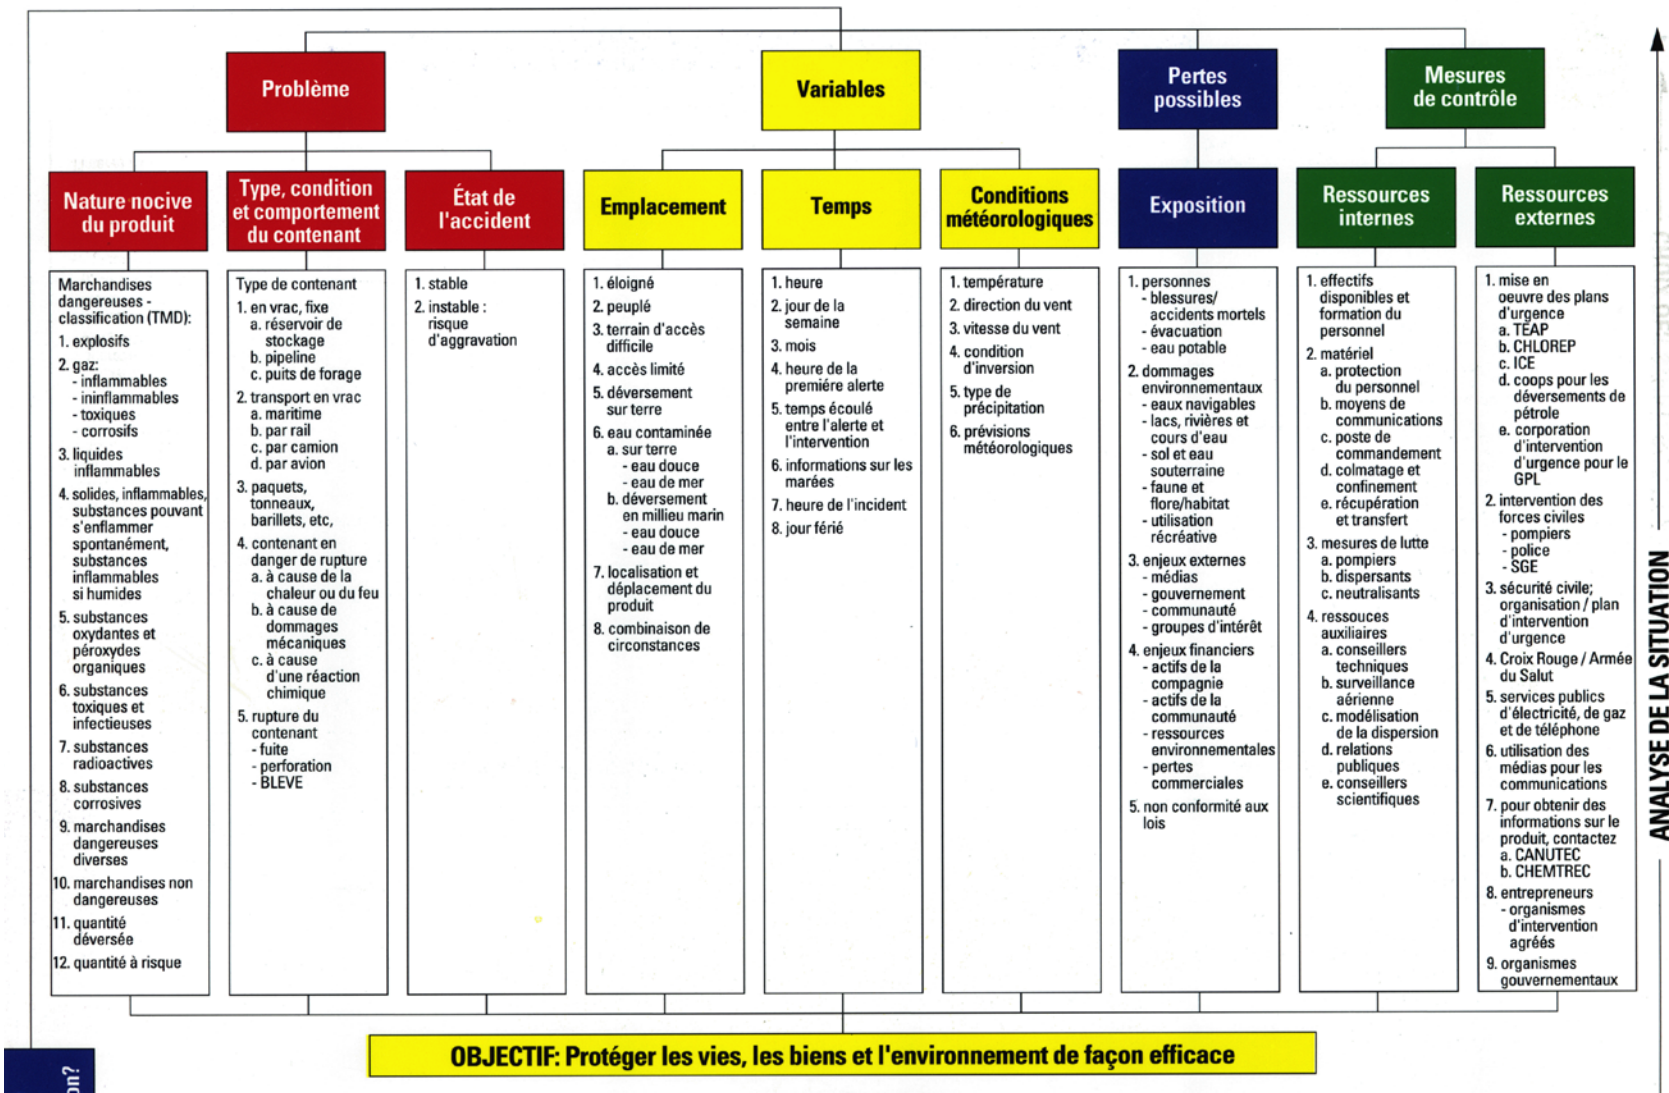 Problème
Variables
Pertes
possibles
Mesures
de contrôle
Nature nocive
du produit
Type, condition
et comportement
du contenant
État de
l'accident
Emplacement
Temps
Conditions
météorologiques
Exposition
Ressources
internes
Ressources
externes
Marchandises
dangereuses -
classification (TMD):
1. explosifs
2. gaz:
- inflammables
- ininflammables
- toxiques
- corrosifs
3. liquides
inflammables
4. solides, inflammables,
substances pouvant
s'enflammer
spontanément,
substances
inflammables
si humides
5. substances
oxydantes et
péroxydes
organiques
6. substances
toxiques et
infectieuses
7. substances
radioactives
8. substances
corrosives
9. marchandises
dangereuses
diverses
10. marchandises non
dangereuses
11. quantité
déversée
12. quantité à risque
Type de contenant
1. en vrac, fixe
a. réservoir de
stockage
b. pipeline
c. puits de forage
2. transport en vrac
a. maritime
b. par rail
c. par camion
d. par avion
3. paquets,
tonneaux,
barillets, etc,
4. contenant en
danger de rupture
a. à cause de la
chaleur ou du feu
b. à cause de
dommages
mécaniques
c. à cause
d'une réaction
chimique
5. rupture du
contenant
- fuite
- perforation
- BLEVE
1. stable
2. instable :
risque
d'aggravation
1. éloigné
2. peuplé
3. terrain d'accès
difficile
4. accès limité
5. déversement
sur terre
6. eau contaminée
a. sur terre
- eau douce
- eau de mer
b. déversement
en millieu marin
- eau douce
- eau de mer
7. localisation et
déplacement du
produit
8. combinaison de
circonstances
1. heure
2. jour de la
semaine
3. mois
4. heure de la
premiére alerte
5. temps écoulé
entre l'alerte et
l'intervention
6. informations sur les
marées
7. heure de l'incident
8. jour férié
1. température
2. direction du vent
3. vitesse du vent
4. condition
d'inversion
5. type de
précipitation
6. prévisions
météorologiques
1. personnes
- blessures/
accidents mortels
- évacuation
- eau potable
2. dommages
environnementaux
- eaux navigables
- lacs, rivières et
cours d'eau
- sol et eau
souterraine
- faune et
flore/habitat
- utilisation
récréative
3. enjeux externes
- médias
- gouvernement
- communauté
- groupes d'intérêt
4. enjeux financiers
- actifs de la
compagnie
- actifs de la
communauté
- ressources
environnementales
- pertes
commerciales
5. non conformité aux
lois
1. effectifs
disponibles et
formation du
personnel
2. matériel
a. protection
du personnel
b. moyens de
communications
c. poste de
commandement
d. colmatage et
confinement
e. récupération
et transfert
3. mesures de lutte
a. pompiers
b. dispersants
c. neutralisants
4. ressouces
auxiliaires
a. conseillers
techniques
b. surveillance
aérienne
c. modélisation
de la dispersion
d. relations
publiques
e. conseillers
scientifiques
1. mise en
oeuvre des plans
d'urgence
a. TEAP
b. CHLOREP
c. ICE
d. coops pour les
déversements de
pétrole
e. corporation
d'intervention
d'urgence pour le
GPL
2. intervention des
forces civiles
- pompiers
- police
- SGE
3. sécurité civile;
organisation / plan
d'intervention
d'urgence
4. Croix Rouge / Armée
du Salut
5. services publics
d'électricité, de gaz
et de téléphone
6. utilisation des
médias pour les
communications
7. pour obtenir des
informations sur le
produit, contactez
a. CANUTEC
b. CHEMTREC
8. entrepreneurs
- organismes
d'intervention
agréés
9. organismes
gouvernementaux
ANALYSE DE LA SITUATION
OBJECTIF: Protéger les vies, les biens et l'environnement de façon efficace